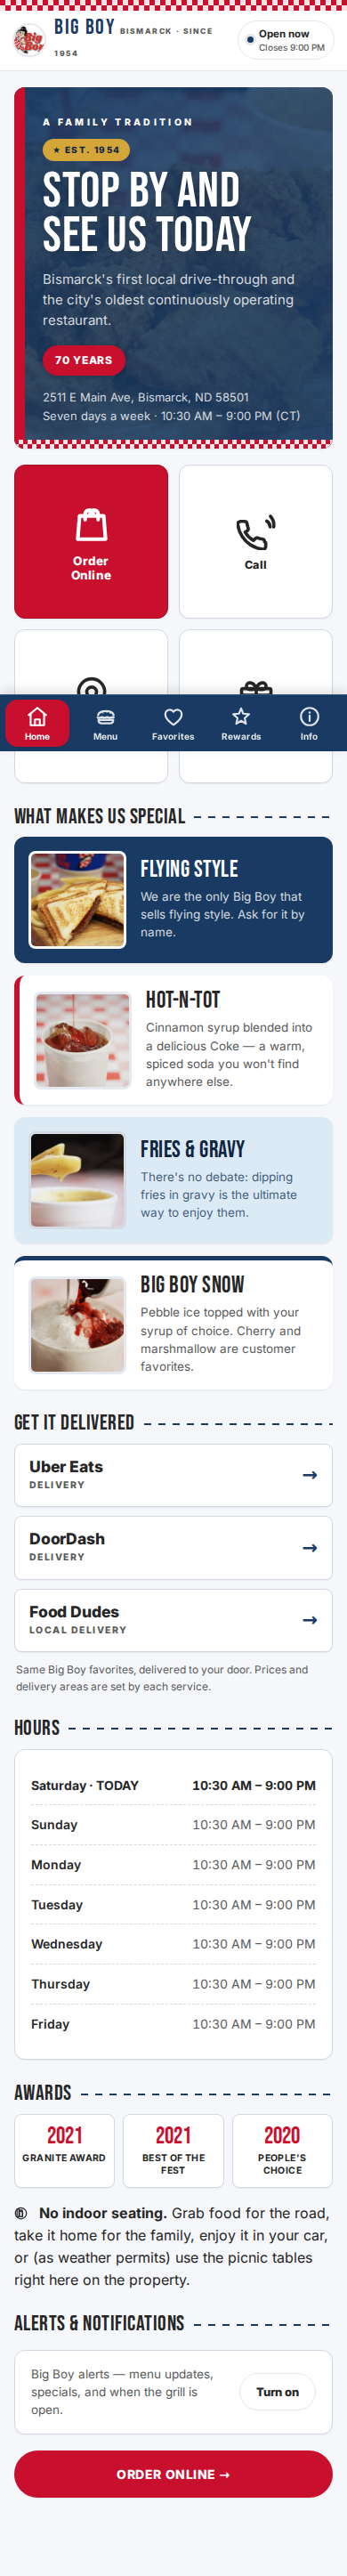 Big Boy
BIG BOY BISMARCK · SINCE
1954
Open now
Closes 9:00 PM
A FAMILY TRADITION
★ EST. 1954
STOP BY AND
SEE US TODAY
Bismarck's first local drive-through and
the city's oldest continuously operating
restaurant.
70 YEARS
2511 E Main Ave, Bismarck, ND 58501
Seven days a week · 10:30 AM – 9:00 PM (CT)
Order
Online
Call
Home
Menu
Favorites
Rewards
Info
WHAT MAKES US SPECIAL
FLYING STYLE
We are the only Big Boy that
sells flying style. Ask for it by
name.
HOT-N-TOT
Cinnamon syrup blended into
a delicious Coke — a warm,
spiced soda you won't find
anywhere else.
FRIES & GRAVY
There's no debate: dipping
fries in gravy is the ultimate
way to enjoy them.
BIG BOY SNOW
Pebble ice topped with your
syrup of choice. Cherry and
marshmallow are customer
favorites.
GET IT DELIVERED
Uber Eats
DELIVERY
→
DoorDash
DELIVERY
→
Food Dudes
LOCAL DELIVERY
→
Same Big Boy favorites, delivered to your door. Prices and
delivery areas are set by each service.
HOURS
Saturday · TODAY 10:30 AM – 9:00 PM
Sunday 10:30 AM – 9:00 PM
Monday 10:30 AM – 9:00 PM
Tuesday 10:30 AM – 9:00 PM
Wednesday 10:30 AM – 9:00 PM
Thursday 10:30 AM – 9:00 PM
Friday 10:30 AM – 9:00 PM
AWARDS
2021
GRANITE AWARD
2021
BEST OF THE
FEST
2020
PEOPLE'S
CHOICE
No indoor seating. Grab food for the road,
take it home for the family, enjoy it in your car,
or (as weather permits) use the picnic tables
right here on the property.
ALERTS & NOTIFICATIONS
Big Boy alerts — menu updates,
specials, and when the grill is
open.
Turn on
ORDER ONLINE →